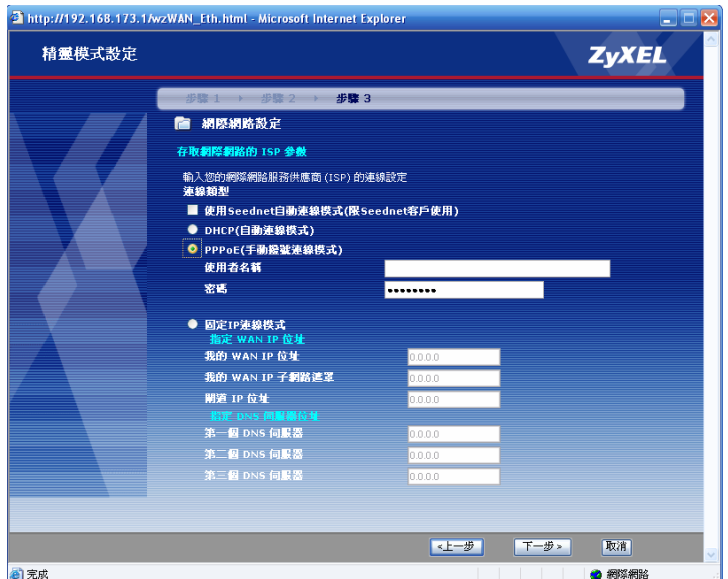 http://192.168.173.1/wzWAN_Eth.html - Microsoft Internet Explorer
精靈模式設定
ZyXEL
步驟 1 › 步驟 2 › 步驟 3
網際網路設定
存取網際網路的 ISP 參數
輸入您的網際網路服務供應商 (ISP) 的連線設定
連線類型
使用Seednet自動連線模式(限Seednet客戶使用)
DHCP(自動連線模式)
PPPoE(手動撥號連線模式)
使用者名稱
密碼 ••••••••
固定IP連線模式
指定 WAN IP 位址
我的 WAN IP 位址 0.0.0.0
我的 WAN IP 子網路遮罩 0.0.0.0
閘道 IP 位址 0.0.0.0
指定 DNS 伺服器位址
第一個 DNS 伺服器 0.0.0.0
第二個 DNS 伺服器 0.0.0.0
第三個 DNS 伺服器 0.0.0.0
<上一步 下一步 > 取消
完成 網際網路